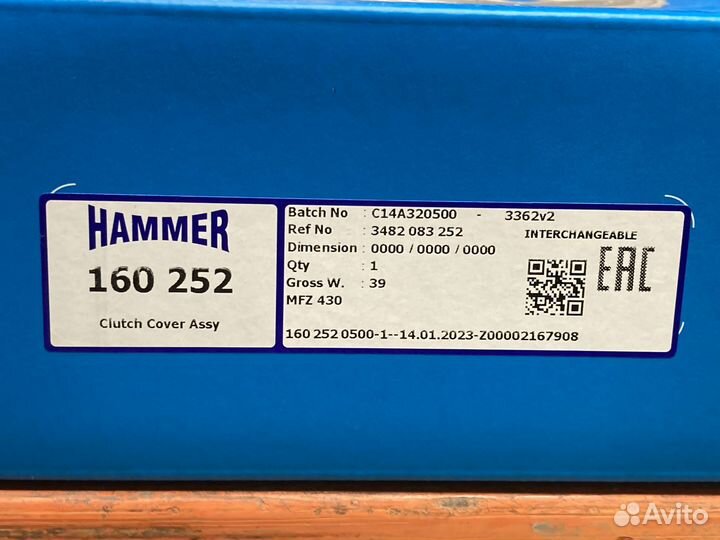 HAMMER
160 252
Clutch Cover Assy
Batch No : C14A320500 - 3362v2
Ref No : 3482 083 252
INTERCHANGEABLE
Dimension : 0000 / 0000 / 0000
Qty : 1
Gross W. : 39
MFZ 430
EAC
160 252 0500-1--14.01.2023-Z00002167908
Avito